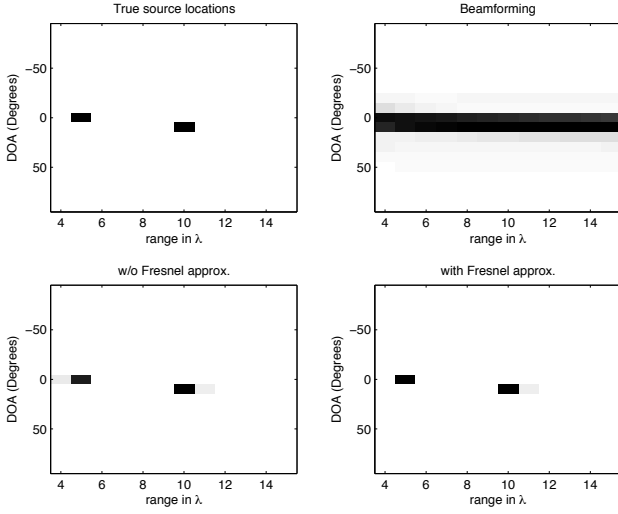 True source locations
DOA (Degrees)
−50
0
50
4 6 8 10 12 14
range in λ
Beamforming
DOA (Degrees)
−50
0
50
4 6 8 10 12 14
range in λ
w/o Fresnel approx.
DOA (Degrees)
−50
0
50
4 6 8 10 12 14
range in λ
with Fresnel approx.
DOA (Degrees)
−50
0
50
4 6 8 10 12 14
range in λ